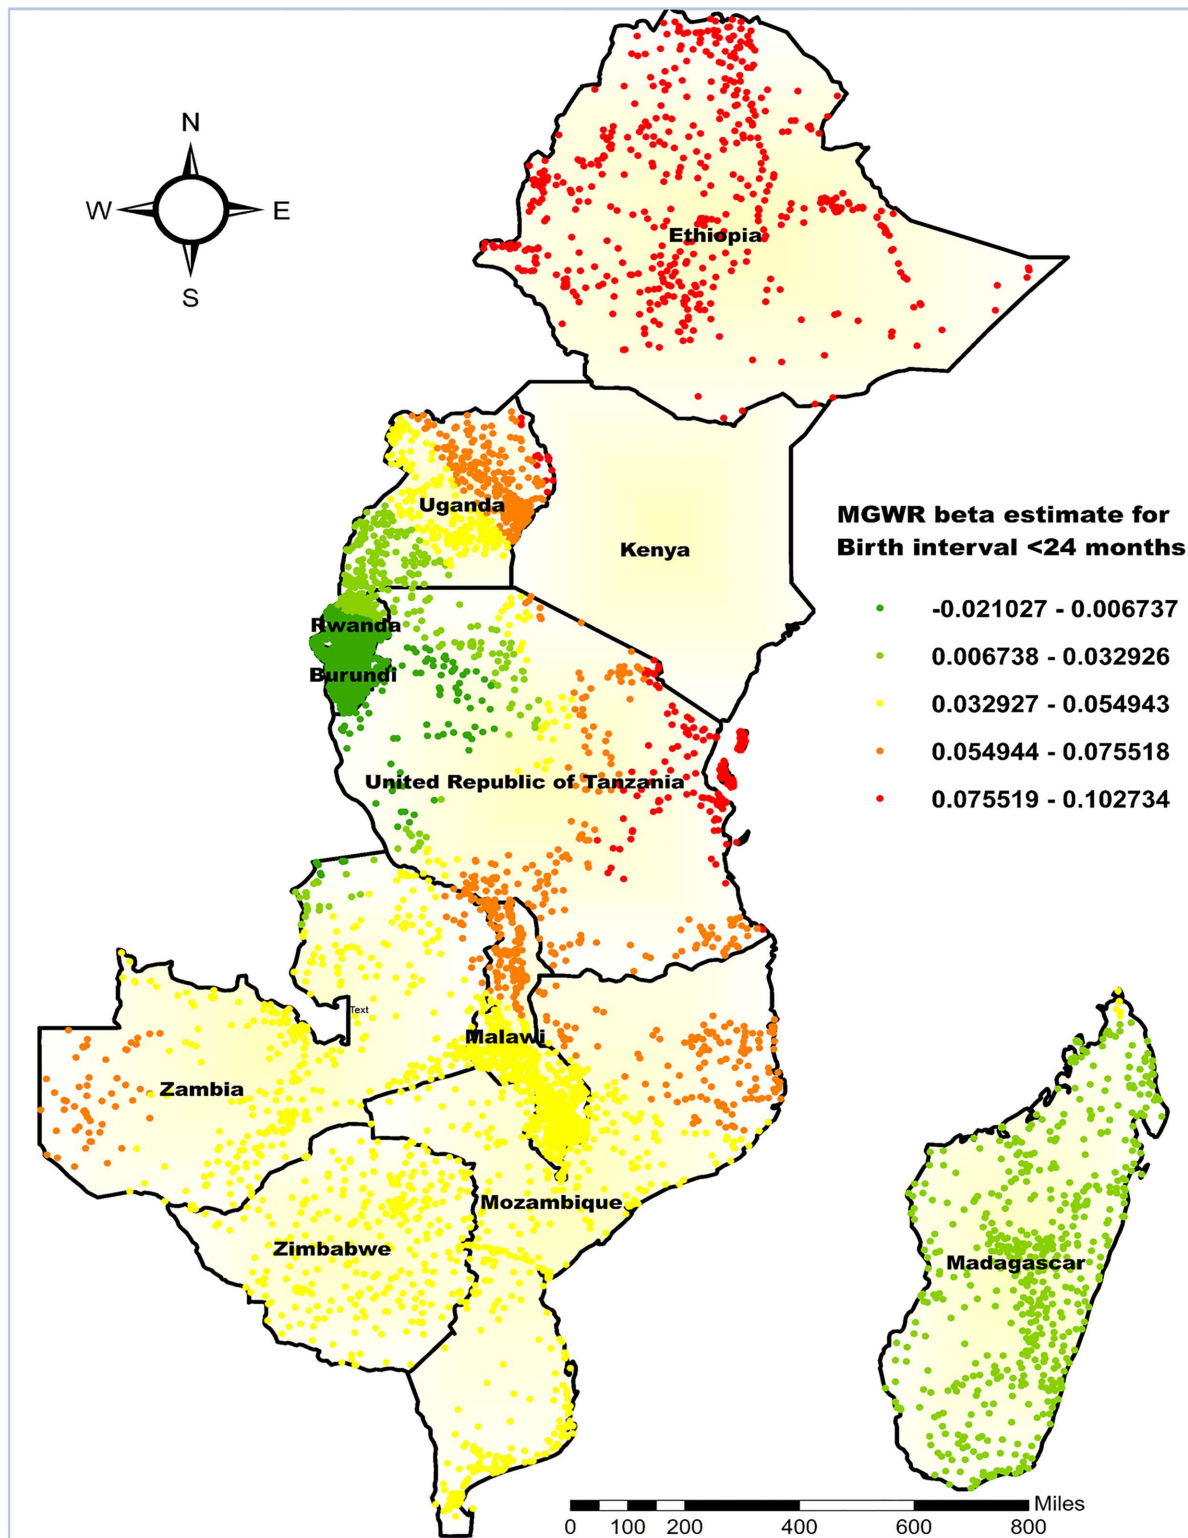 N
W E
S
Ethiopia
Uganda
Kenya
MGWR beta estimate for
Birth interval <24 months
-0.021027 - 0.006737
0.006738 - 0.032926
0.032927 - 0.054943
0.054944 - 0.075518
0.075519 - 0.102734
Rwanda
Burundi
United Republic of Tanzania
Text
Malawi
Zambia
Mozambique
Zimbabwe
Madagascar
Miles
0 100 200 400 600 800